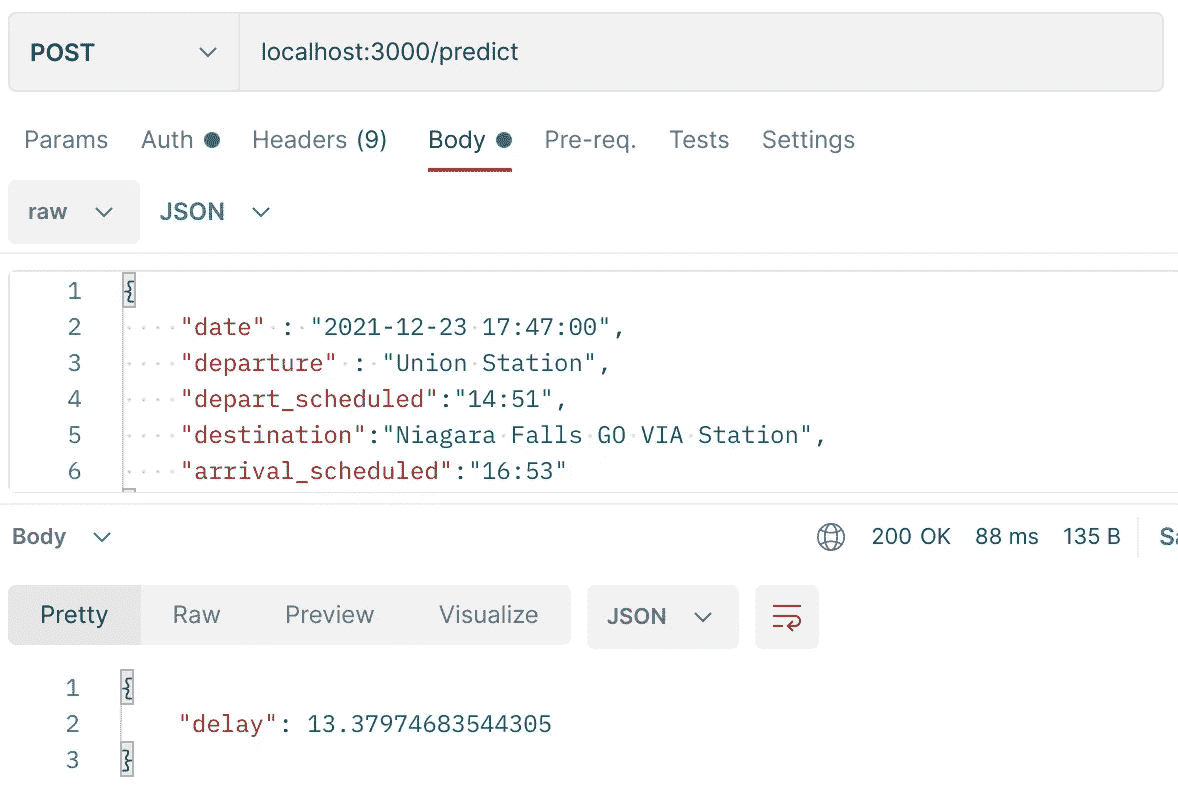 POST localhost:3000/predict
Params Auth Headers (9) Body Pre-req. Tests Settings
raw JSON
1 {
2 "date" : "2021-12-23 17:47:00",
3 "departure" : "Union Station",
4 "depart_scheduled":"14:51",
5 "destination":"Niagara Falls GO VIA Station",
6 "arrival_scheduled":"16:53"
Body 200 OK 88 ms 135 B
Pretty Raw Preview Visualize JSON
1 {
2 "delay": 13.37974683544305
3 }